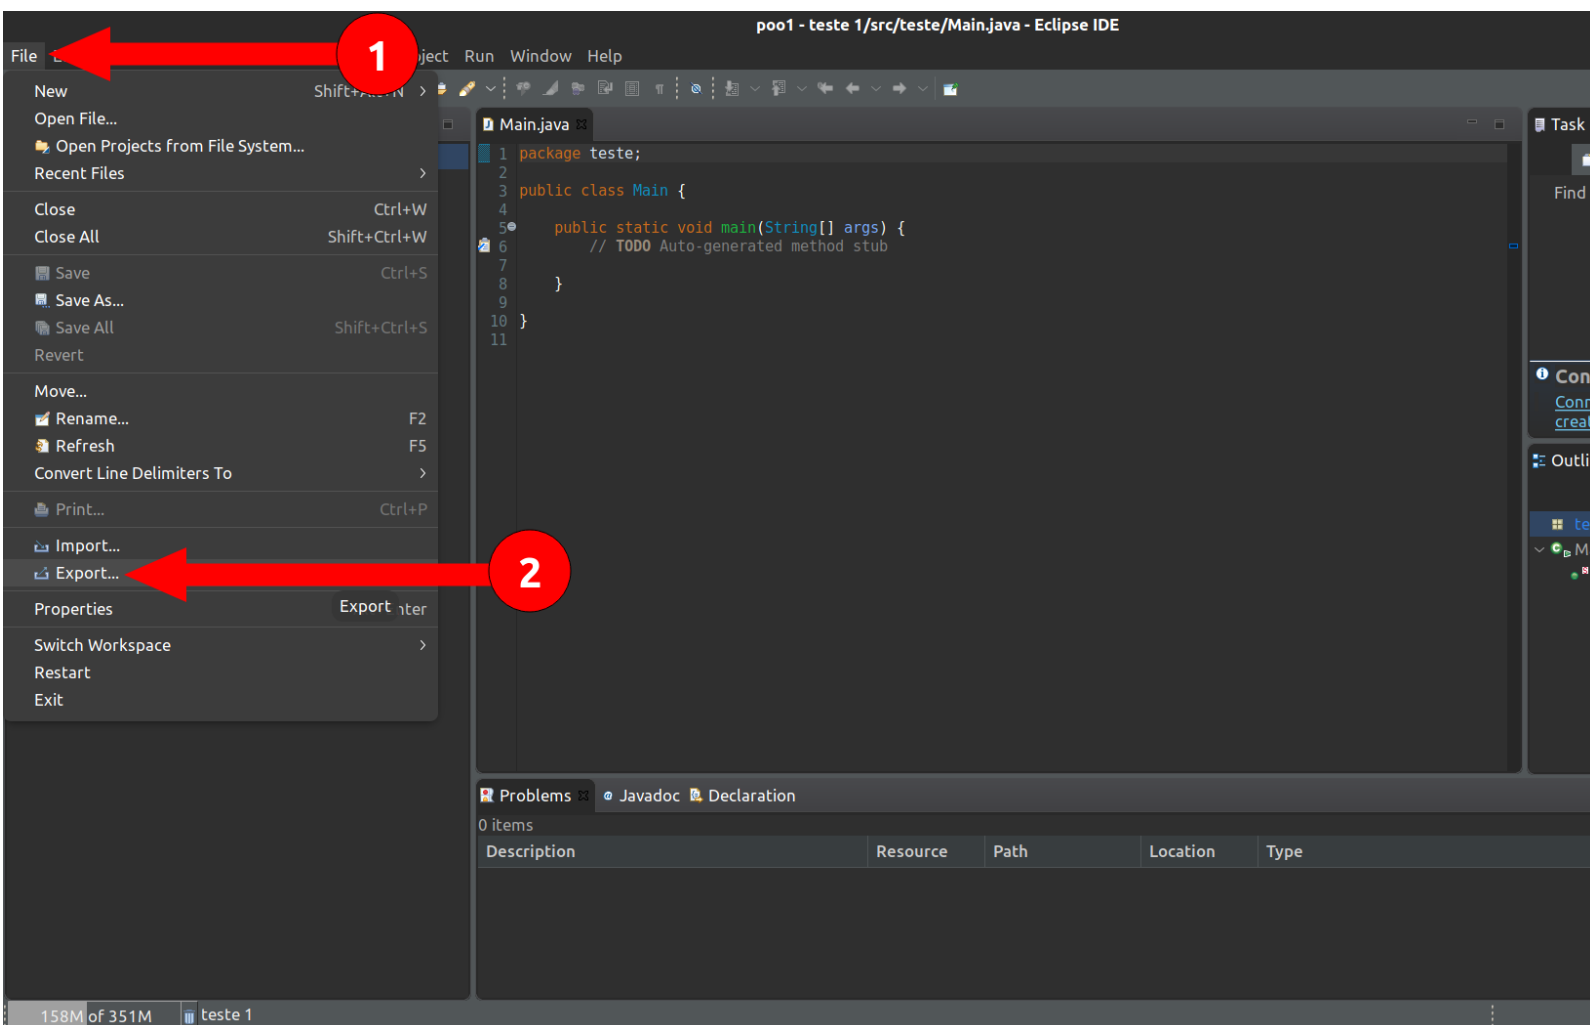 poo1 - teste 1/src/teste/Main.java - Eclipse IDE
File 1 Run Window Help
New Shift+
Open File...
Open Projects from File System...
Recent Files
Close Ctrl+W
Close All Shift+Ctrl+W
Save Ctrl+S
Save As...
Save All Shift+Ctrl+S
Revert
Move...
Rename... F2
Refresh F5
Convert Line Delimiters To
Print... Ctrl+P
Import...
Export... 2
Properties Export
Switch Workspace
Restart
Exit
Main.java
1 package teste;
2
3 public class Main {
4
5 public static void main(String[] args) {
6 // TODO Auto-generated method stub
7
8 }
9
10 }
11
Task
Find
Problems Javadoc Declaration
0 items
Description Resource Path Location Type
158M of 351M teste 1